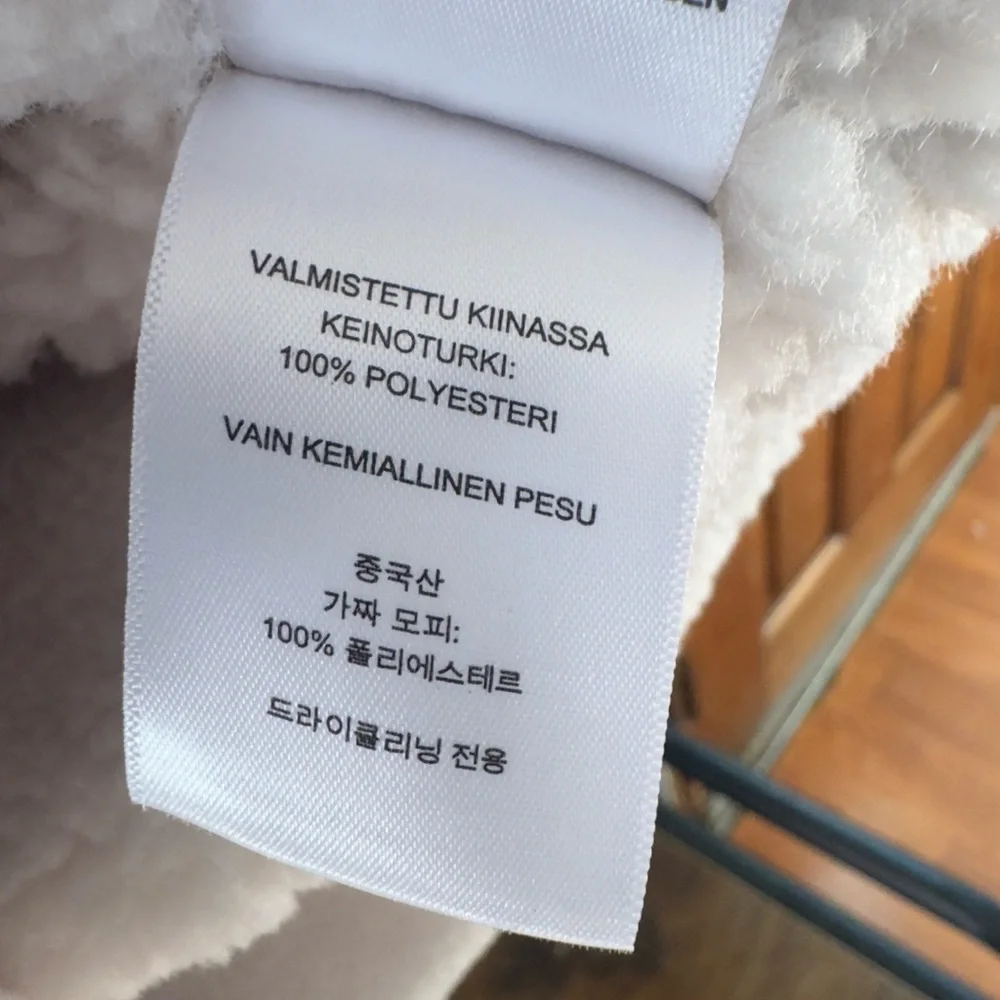 VALMISTETTU KIINASSA
KEINOTURKI:
100% POLYESTERI
VAIN KEMIALLINEN PESU
중국산
가짜 모피:
100% 폴리에스테르
드라이클리닝 전용